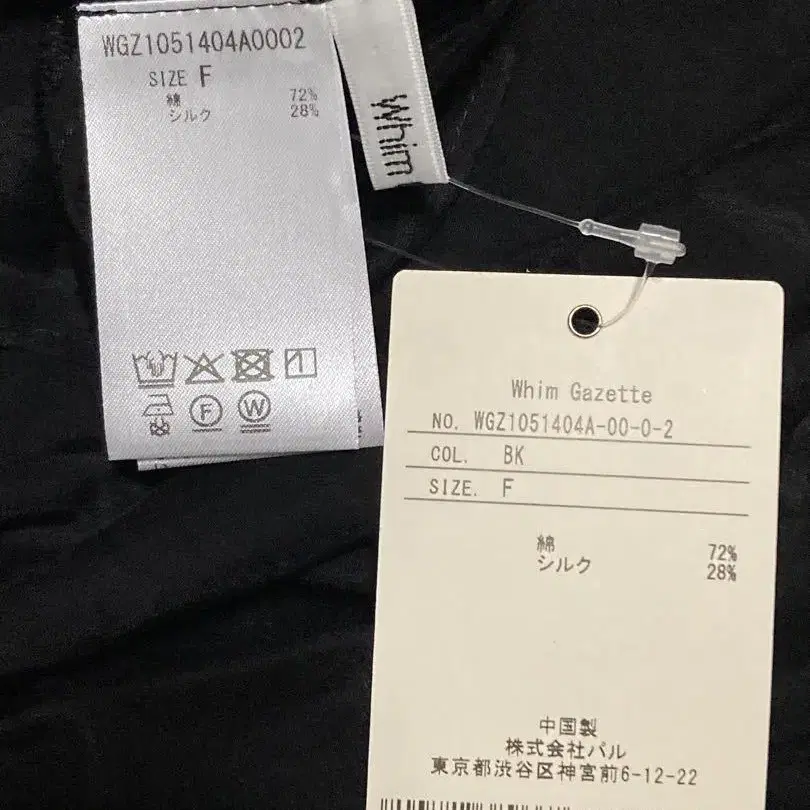 WGZ1051404A0002
SIZE F
綿 72%
シルク 28%
F
W
Whim
Whim Gazette
NO. WGZ1051404A-00-0-2
COL. BK
SIZE. F
綿 72%
シルク 28%
中国製
株式会社パル
東京都渋谷区神宮前6-12-22